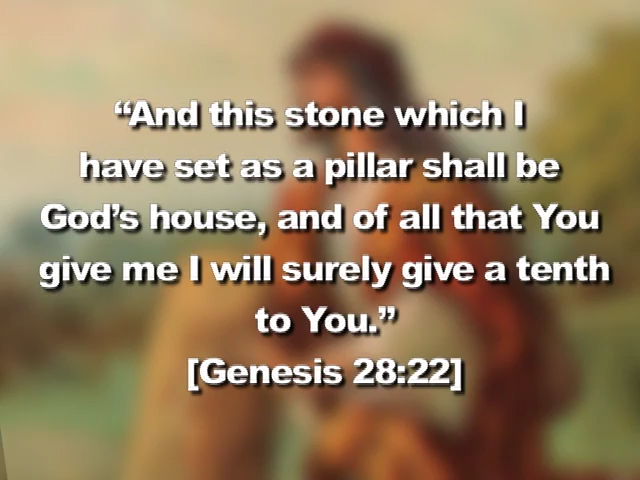 “And this stone which I
have set as a pillar shall be
God’s house, and of all that You
give me I will surely give a tenth
to You.”
[Genesis 28:22]